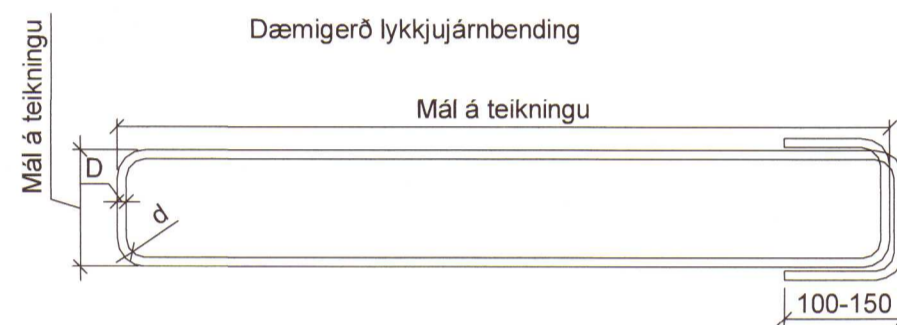 Dæmigerð lykkjujárnbending
Mál á teikningu
Mál á teikningu
D
d
100-150